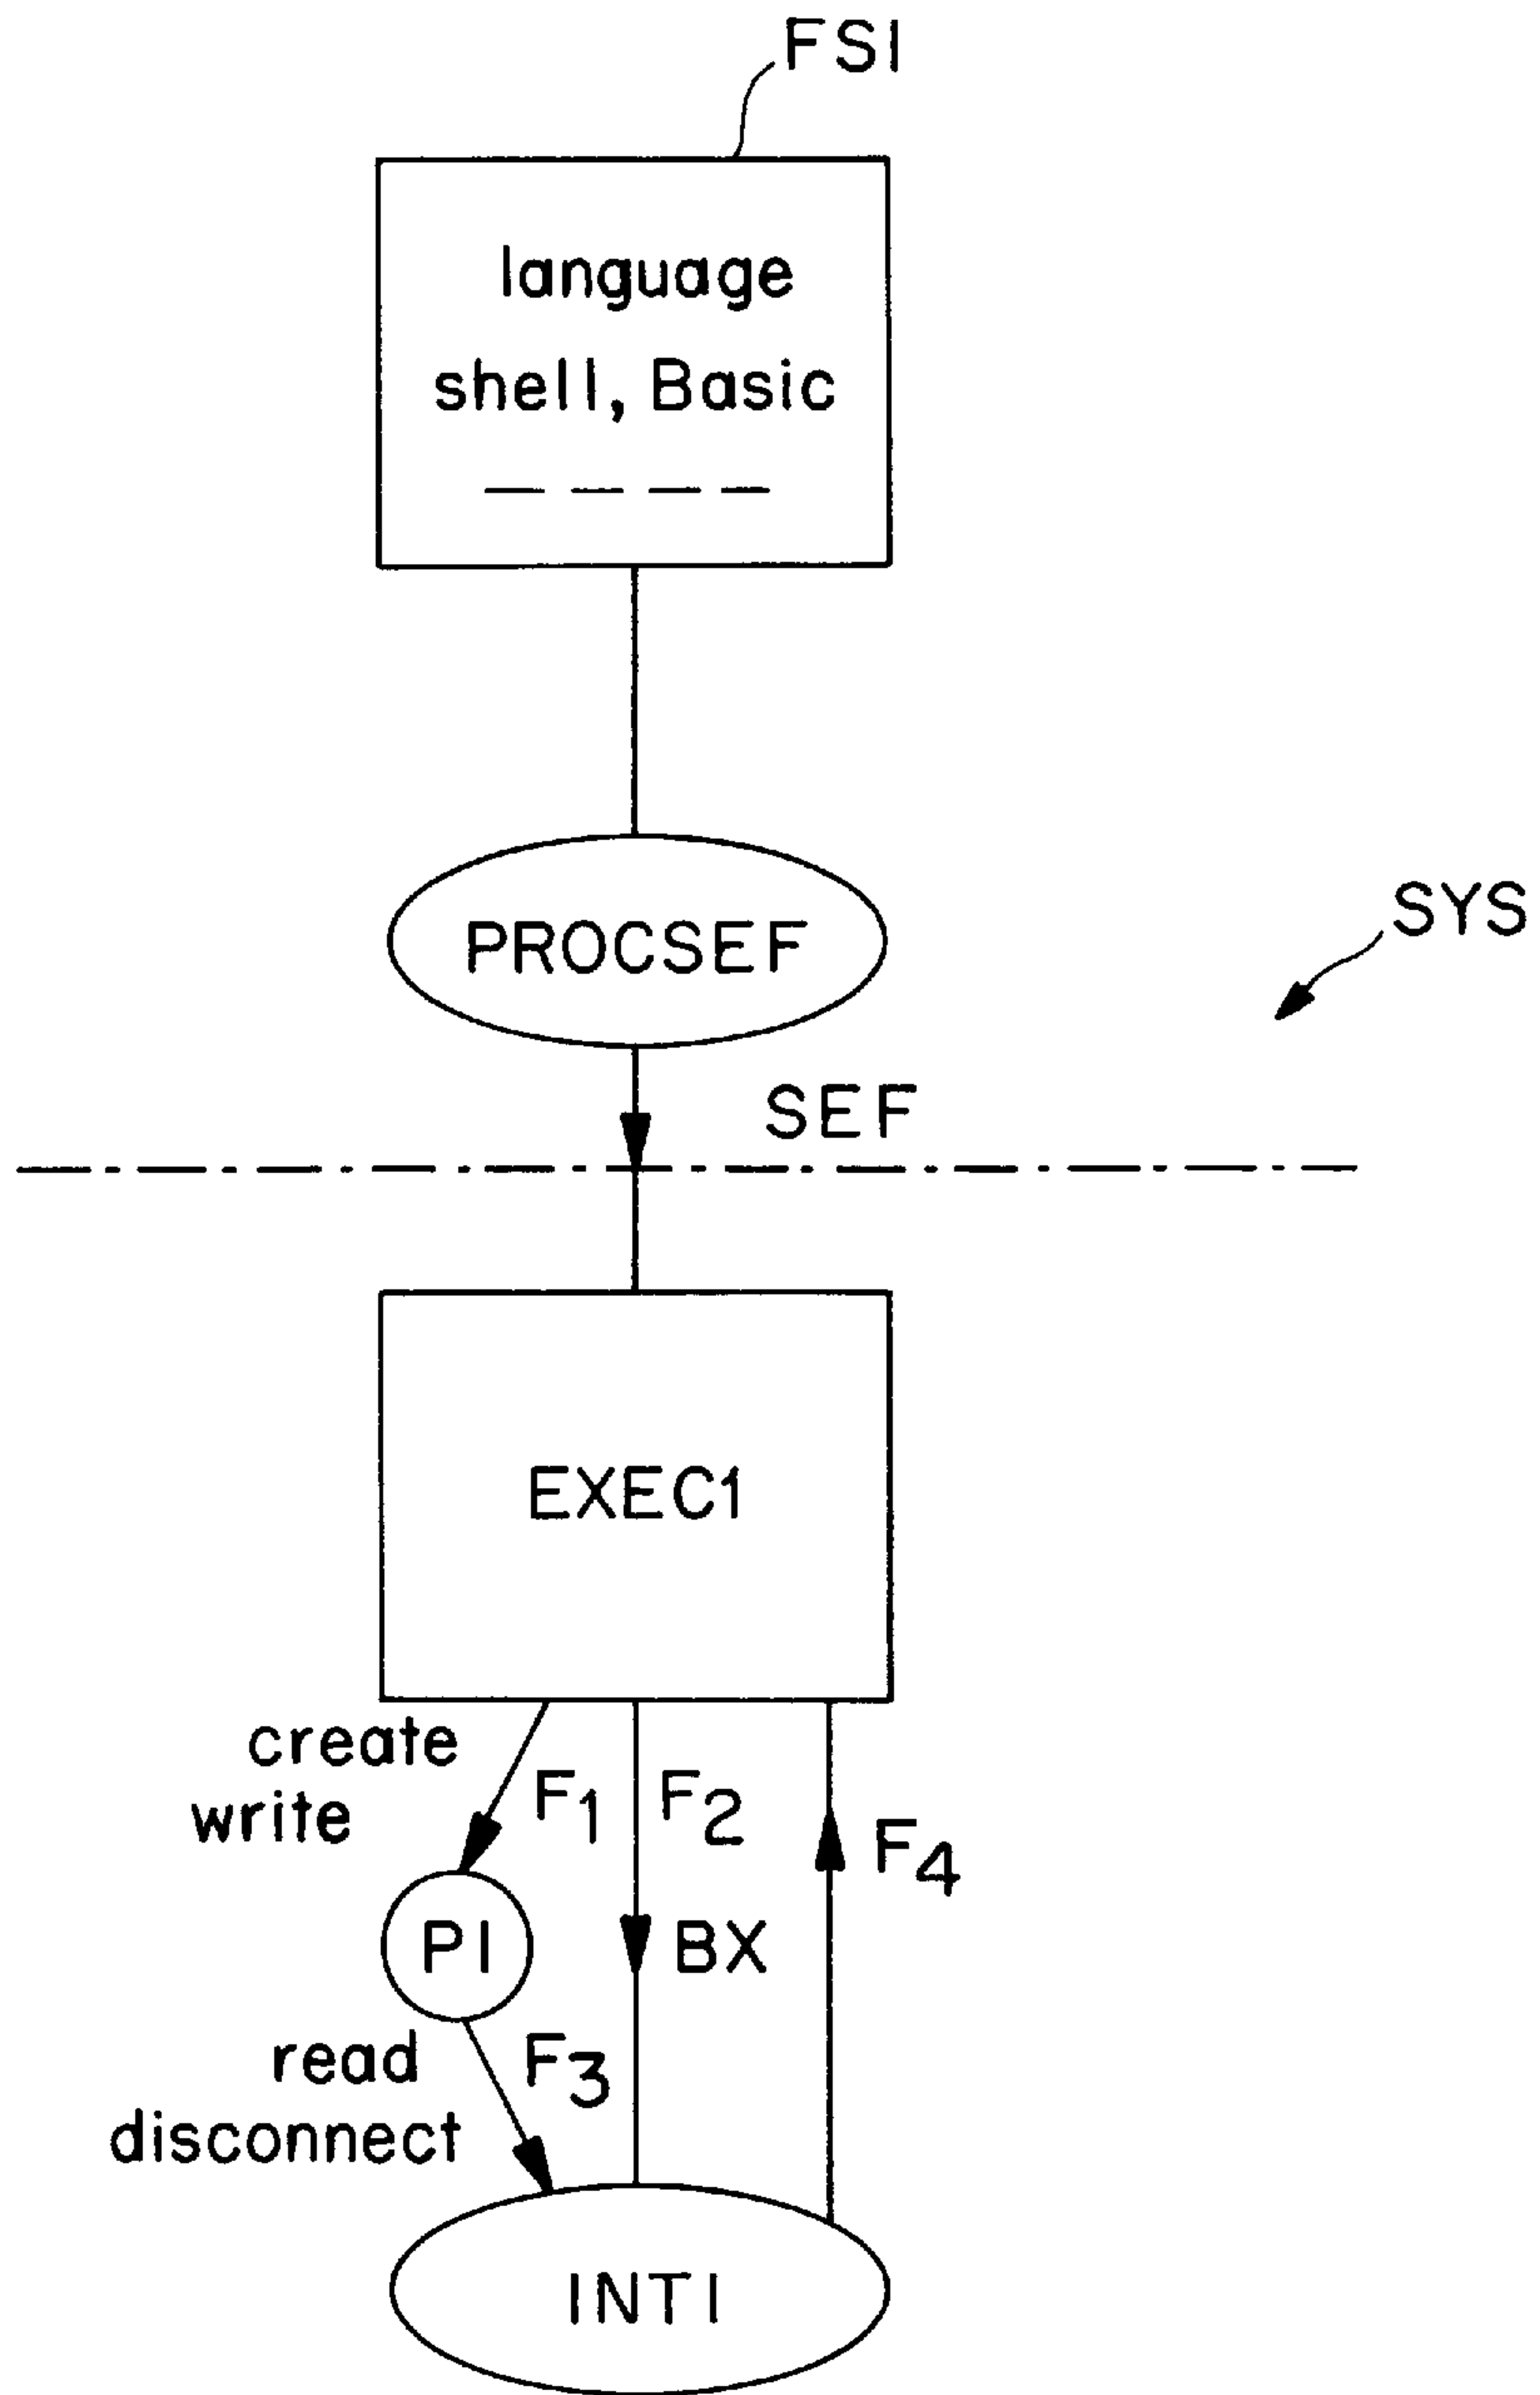 FSI
language
shell, Basic
PROCSEF
SYS
SEF
EXEC1
create
write
F1
F2
F4
PI
BX
read
F3
disconnect
INTI